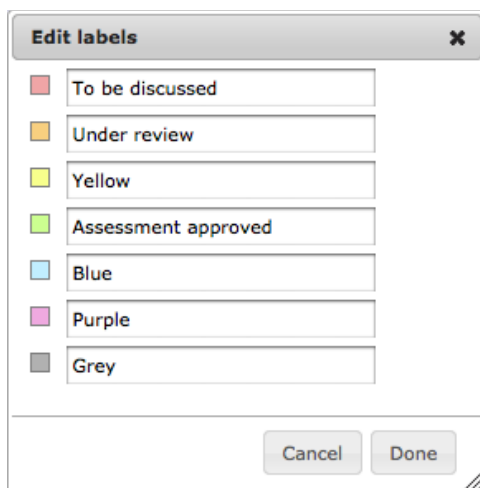 Edit labels
To be discussed
Under review
Yellow
Assessment approved
Blue
Purple
Grey
Cancel Done